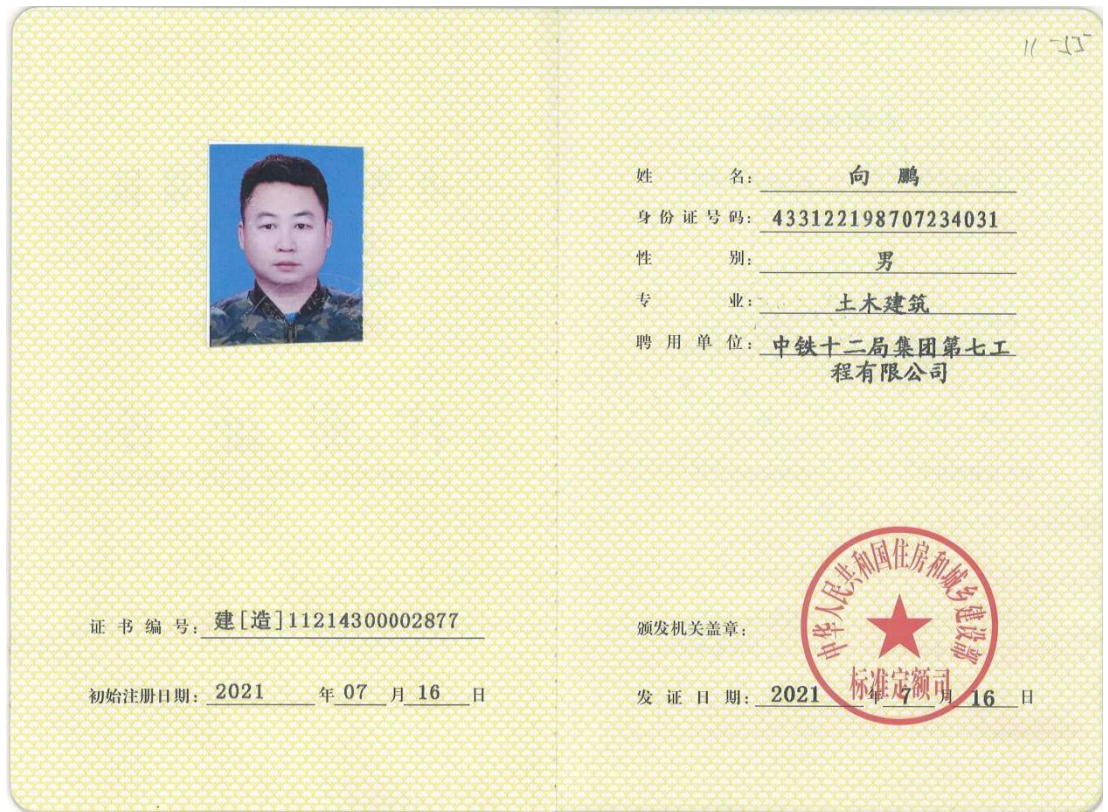 姓 名: 向 鹏
身份证号码: 433122198707234031
性 别: 男
专 业: 土木建筑
聘用单位: 中铁十二局集团第七工
程有限公司
证书编号: 建[造]11214300002877
初始注册日期: 2021 年 07 月 16 日
颁发机关盖章:
中华人民共和国住房和城乡建设部
标准定额司
发证日期: 2021 年 7 月 16 日